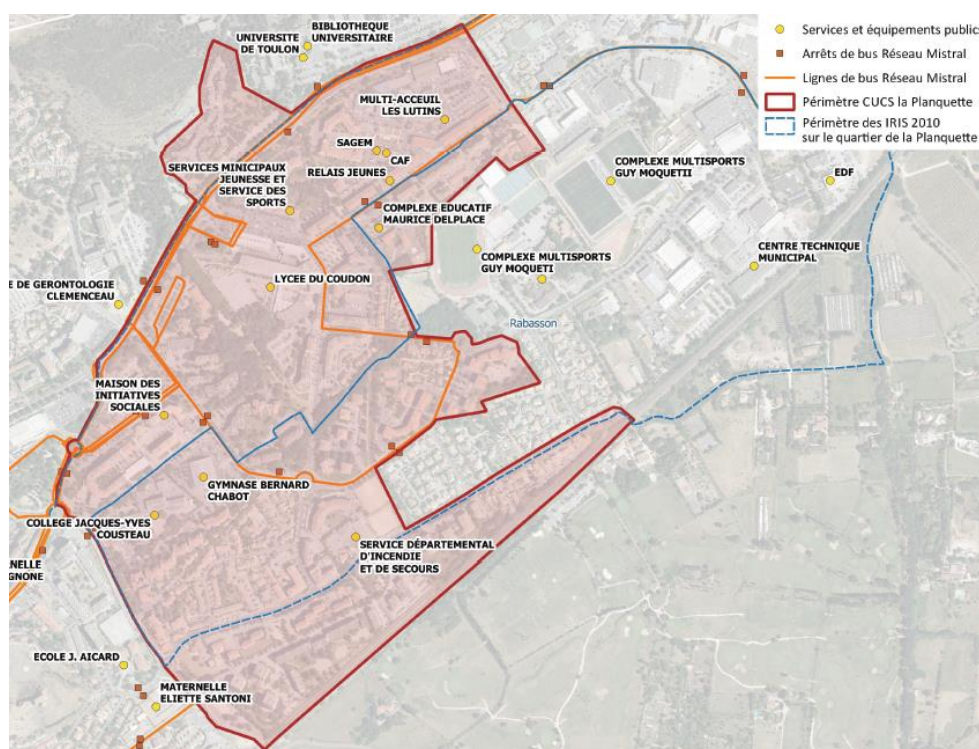 BIBLIOTHEQUE
UNIVERSITAIRE
UNIVERSITE
DE TOULON
Services et équipements public
Arrêts de bus Réseau Mistral
Lignes de bus Réseau Mistral
Périmètre CUCS la Planquette
Périmètre des IRIS 2010
sur le quartier de la Planquette
MULTI-ACCEUIL
LES LUTINS
SAGEM
CAF
RELAIS JEUNES
SERVICES MINICIPAUX
JEUNESSE ET
SERVICE DES
SPORTS
COMPLEXE MULTISPORTS
GUY MOQUETII
EDF
COMPLEXE EDUCATIF
MAURICE DELPLACE
COMPLEXE MULTISPORTS
GUY MOQUETI
CENTRE TECHNIQUE
MUNICIPAL
LYCEE DU COUDON
E DE GERONTOLOGIE
CLEMENCEAU
Rabasson
MAISON DES
INITIATIVES
SOCIALES
GYMNASE BERNARD
CHABOT
COLLEGE JACQUES-YVES
COUSTEAU
SERVICE DÉPARTEMENTAL
D'INCENDIE
ET DE SECOURS
RNELLE
IGNONE
ECOLE J. AICARD
MATERNELLE
ELIETTE SANTONI